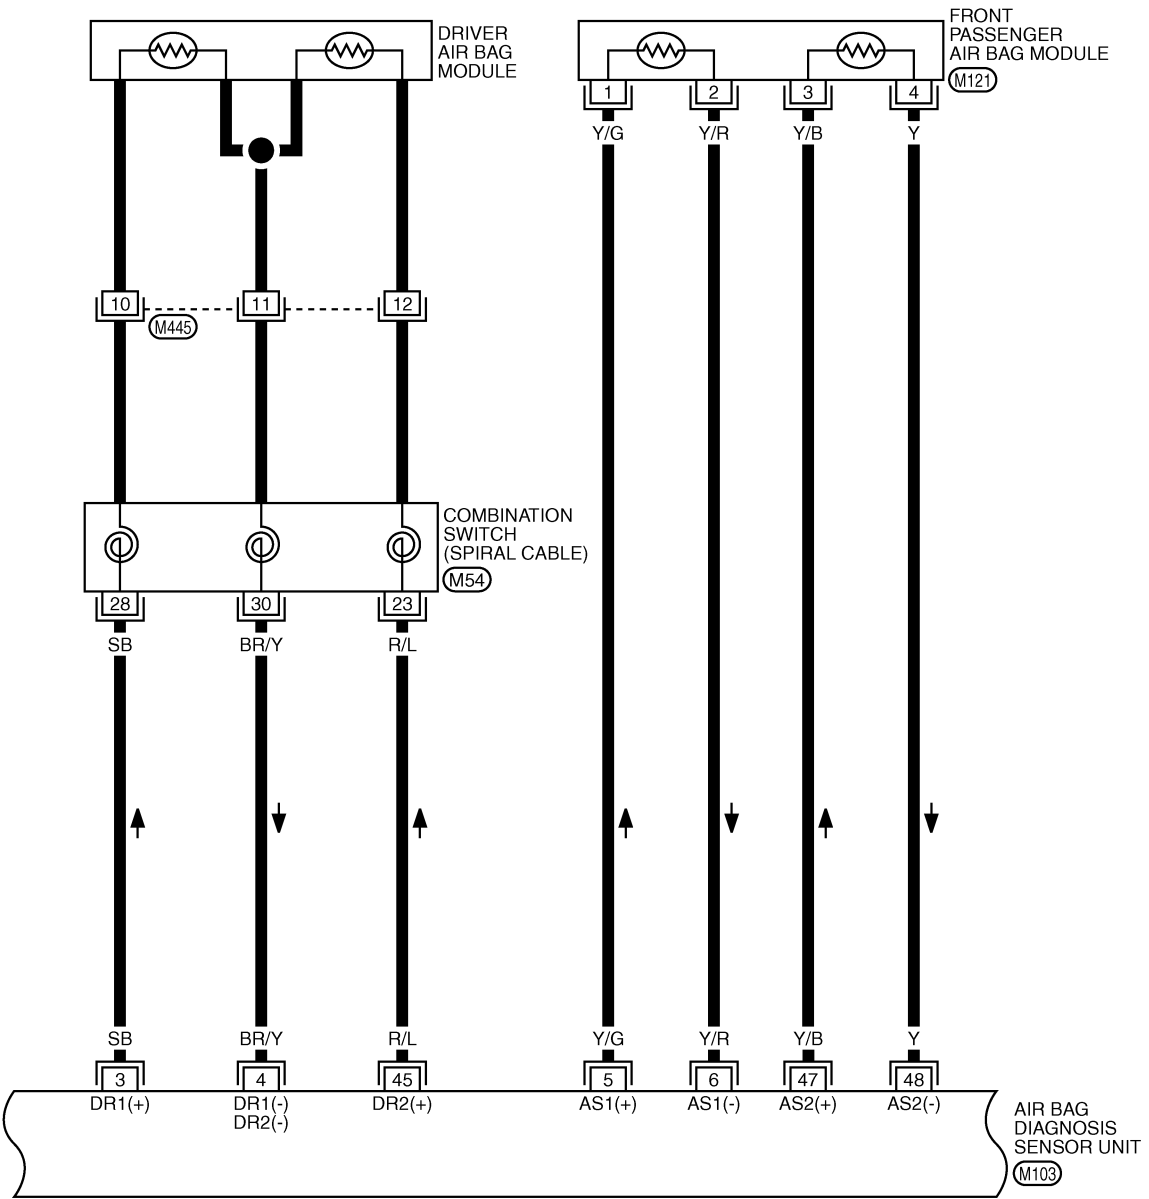 DRIVER
AIR BAG
MODULE
FRONT
PASSENGER
AIR BAG MODULE
M121
1 2 3 4
Y/G Y/R Y/B Y
10 11 12
M445
COMBINATION
SWITCH
(SPIRAL CABLE)
M54
28 30 23
SB BR/Y R/L
SB BR/Y R/L Y/G Y/R Y/B Y
3 4 45 5 6 47 48
DR1(+) DR1(-) DR2(+) AS1(+) AS1(-) AS2(+) AS2(-)
DR2(-)
AIR BAG
DIAGNOSIS
SENSOR UNIT
M103